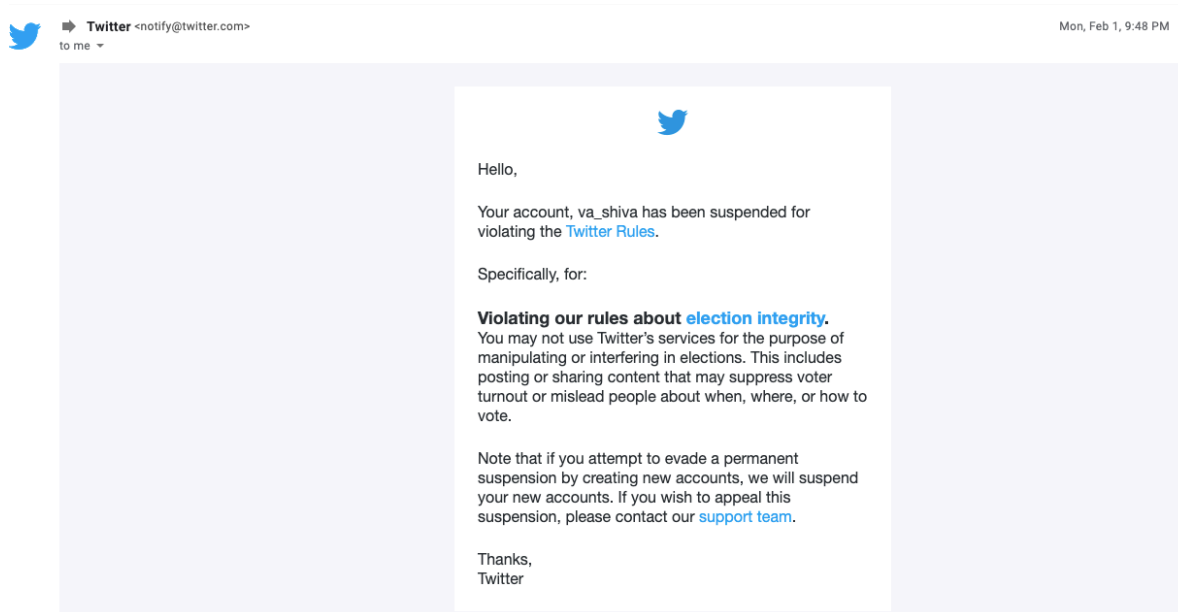 Twitter <notify@twitter.com>
Mon, Feb 1, 9:48 PM
to me
Hello,
Your account, va_shiva has been suspended for
violating the Twitter Rules.
Specifically, for:
Violating our rules about election integrity.
You may not use Twitter’s services for the purpose of
manipulating or interfering in elections. This includes
posting or sharing content that may suppress voter
turnout or mislead people about when, where, or how to
vote.
Note that if you attempt to evade a permanent
suspension by creating new accounts, we will suspend
your new accounts. If you wish to appeal this
suspension, please contact our support team.
Thanks,
Twitter